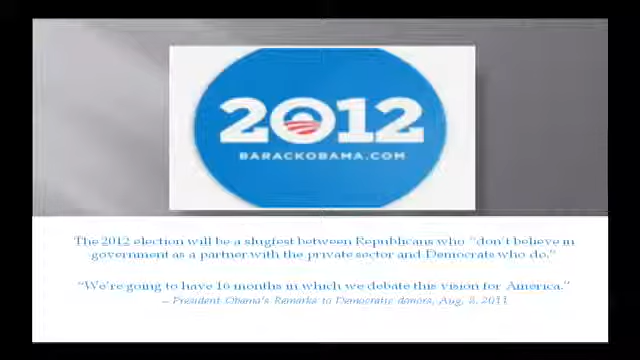 2012
BARACKOBAMA.COM
The 2012 election will be a slugfest between Republicans who “don’t believe in
government as a partner with the private sector and Democrats who do.”
“We’re going to have 16 months in which we debate this vision for America.”
– President Obama’s Remarks to Democratic donors, Aug. 8, 2011